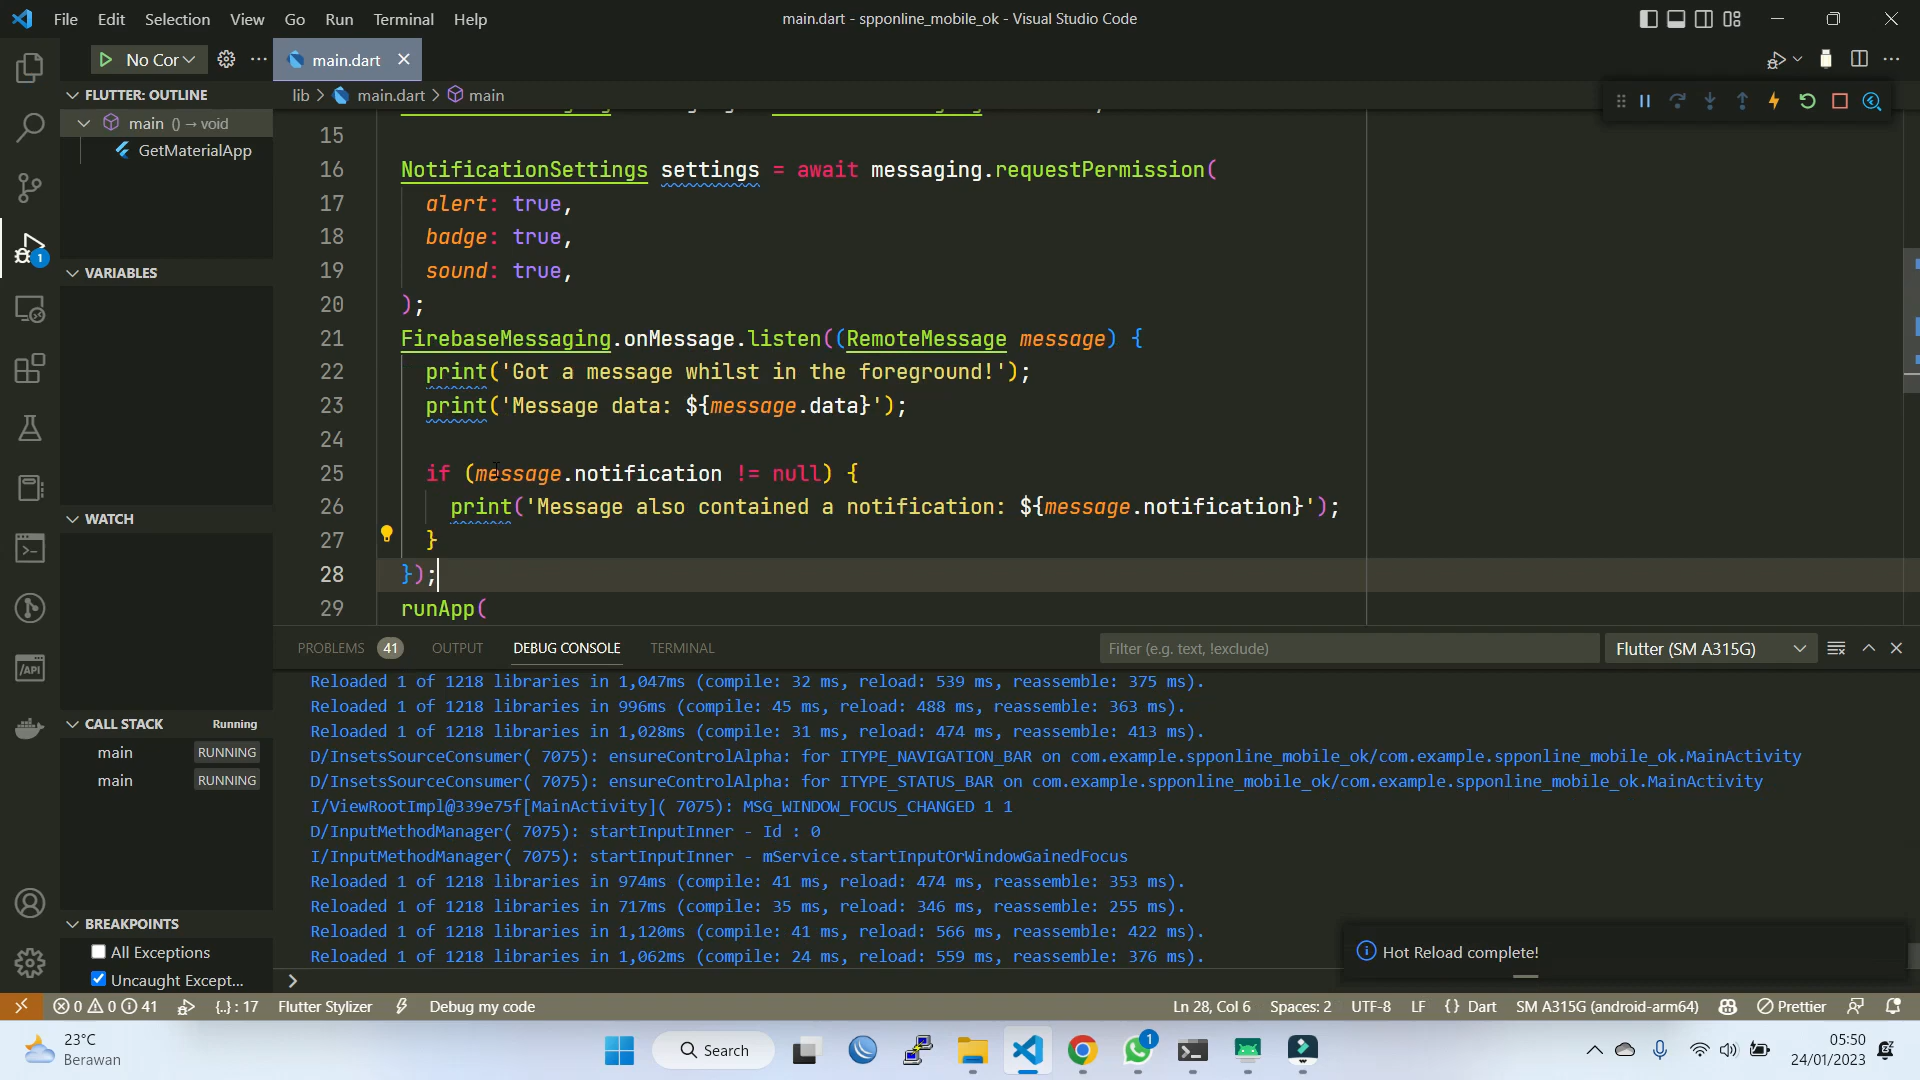 File Edit Selection View Go Run Terminal Help
main.dart - spponline_mobile_ok - Visual Studio Code
No Cor
main.dart
FLUTTER: OUTLINE
lib > main.dart > main
main () → void
GetMaterialApp
15
16 NotificationSettings settings = await messaging.requestPermission(
17 alert: true,
18 badge: true,
19 sound: true,
20 );
21 FirebaseMessaging.onMessage.listen((RemoteMessage message) {
22 print('Got a message whilst in the foreground!');
23 print('Message data: ${message.data}');
24
25 if (message.notification != null) {
26 print('Message also contained a notification: ${message.notification}');
27 }
28 });
29 runApp(
VARIABLES
WATCH
CALL STACK Running
main RUNNING
main RUNNING
BREAKPOINTS
All Exceptions
Uncaught Except...
1
/API
PROBLEMS 41 OUTPUT DEBUG CONSOLE TERMINAL
Filter (e.g. text, !exclude)
Flutter (SM A315G)
Reloaded 1 of 1218 libraries in 1,047ms (compile: 32 ms, reload: 539 ms, reassemble: 375 ms).
Reloaded 1 of 1218 libraries in 996ms (compile: 45 ms, reload: 488 ms, reassemble: 363 ms).
Reloaded 1 of 1218 libraries in 1,028ms (compile: 31 ms, reload: 474 ms, reassemble: 413 ms).
D/InsetsSourceConsumer( 7075): ensureControlAlpha: for ITYPE_NAVIGATION_BAR on com.example.spponline_mobile_ok/com.example.spponline_mobile_ok.MainActivity
D/InsetsSourceConsumer( 7075): ensureControlAlpha: for ITYPE_STATUS_BAR on com.example.spponline_mobile_ok/com.example.spponline_mobile_ok.MainActivity
I/ViewRootImpl@339e75f[MainActivity]( 7075): MSG_WINDOW_FOCUS_CHANGED 1 1
D/InputMethodManager( 7075): startInputInner - Id : 0
I/InputMethodManager( 7075): startInputInner - mService.startInputOrWindowGainedFocus
Reloaded 1 of 1218 libraries in 974ms (compile: 41 ms, reload: 474 ms, reassemble: 353 ms).
Reloaded 1 of 1218 libraries in 717ms (compile: 35 ms, reload: 346 ms, reassemble: 255 ms).
Reloaded 1 of 1218 libraries in 1,120ms (compile: 41 ms, reload: 566 ms, reassemble: 422 ms).
Reloaded 1 of 1218 libraries in 1,062ms (compile: 24 ms, reload: 559 ms, reassemble: 376 ms).
Hot Reload complete!
0 0 41 {..}: 17 Flutter Stylizer Debug my code
Ln 28, Col 6 Spaces: 2 UTF-8 LF {} Dart SM A315G (android-arm64) Prettier
23°C
Berawan
Search
1
05:50
24/01/2023